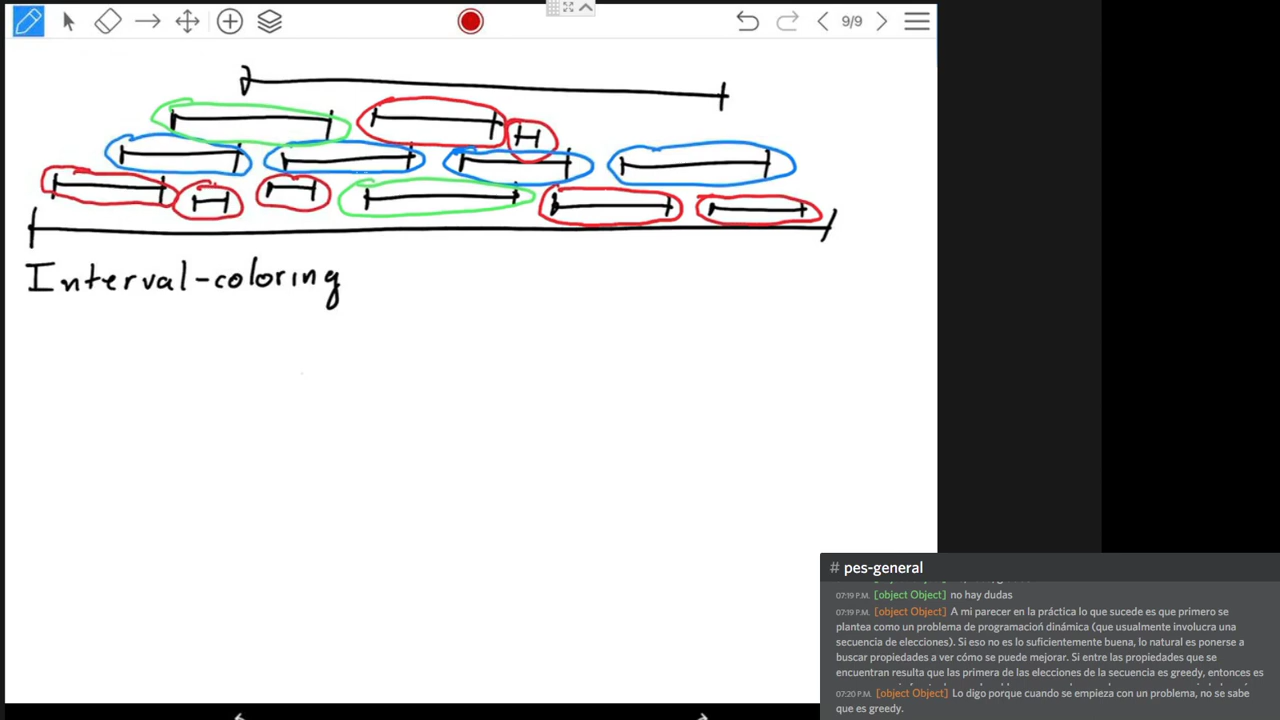 9/9
Interval-coloring
# pes-general
07:19 P.M. [object Object] no hay dudas
07:19 P.M. [object Object] A mi parecer en la práctica lo que sucede es que primero se
plantea como un problema de programación dinámica (que usualmente involucra una
secuencia de elecciones). Si eso no es lo suficientemente buena, lo natural es ponerse a
buscar propiedades a ver cómo se puede mejorar. Si entre las propiedades que se
encuentran resulta que las primera de las elecciones de la secuencia es greedy, entonces es
07:20 P.M. [object Object] Lo digo porque cuando se empieza con un problema, no se sabe
que es greedy.